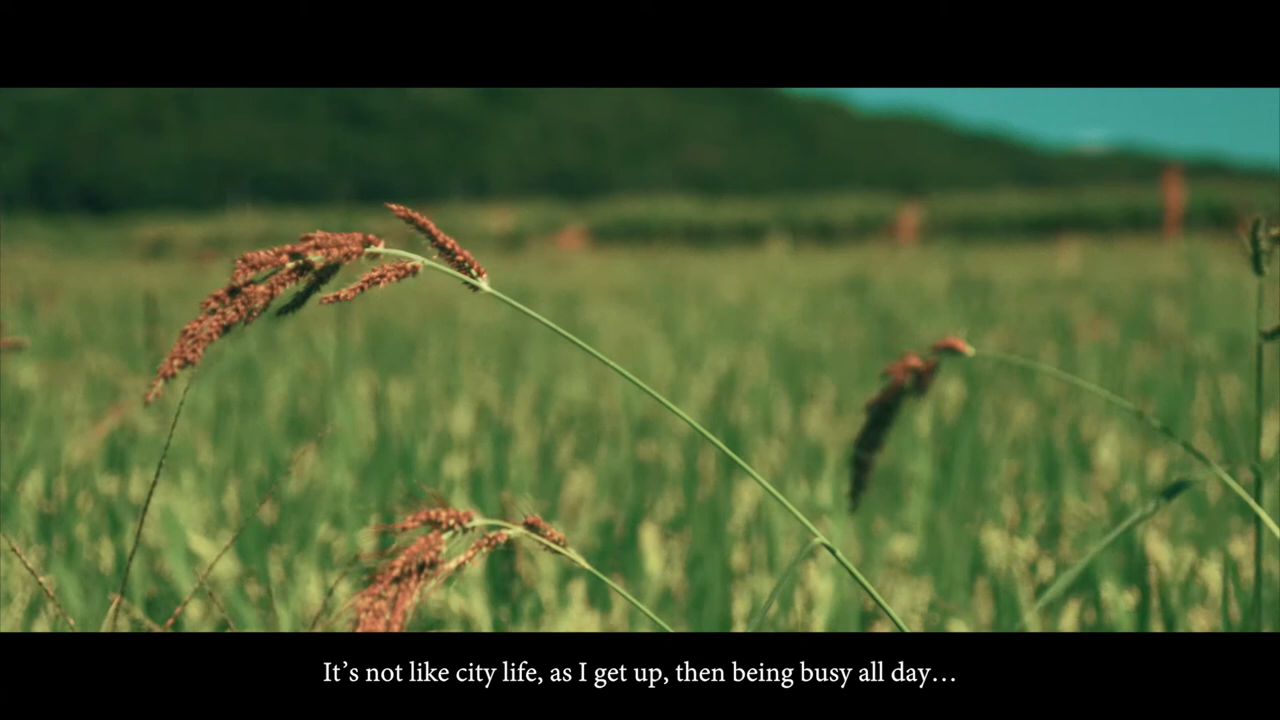 It’s not like city life, as I get up, then being busy all day…